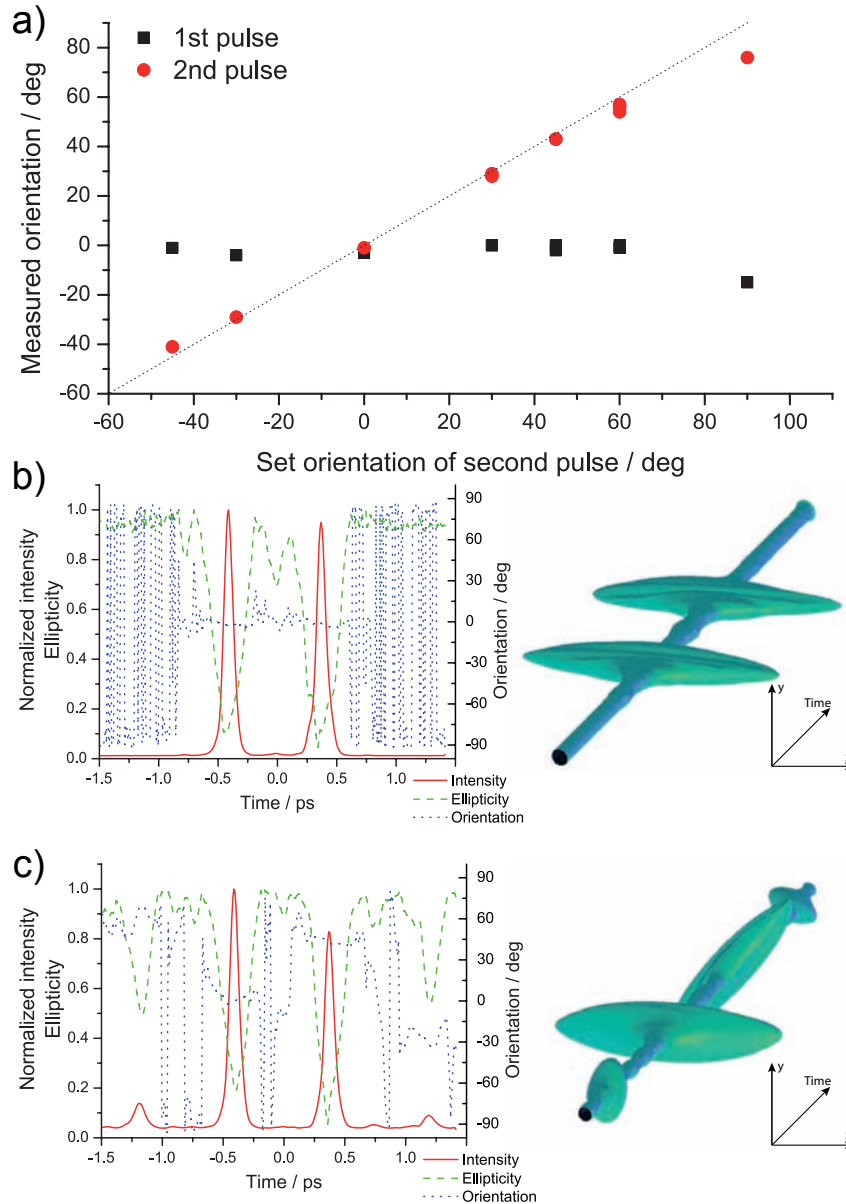 a)
1st pulse
2nd pulse
Measured orientation / deg
80
60
40
20
0
-20
-40
-60
-60 -40 -20 0 20 40 60 80 100
Set orientation of second pulse / deg
b)
Normalized intensity
Ellipticity
1.0
0.8
0.6
0.4
0.2
0.0
-1.5 -1.0 -0.5 0.0 0.5 1.0
Time / ps
90
60
30
0
-30
-60
-90
Orientation / deg
Intensity
Ellipticity
Orientation
y
Time
c)
Normalized intensity
Ellipticity
1.0
0.8
0.6
0.4
0.2
0.0
-1.5 -1.0 -0.5 0.0 0.5 1.0 1.5
Time / ps
90
60
30
0
-30
-60
-90
Orientation / deg
Intensity
Ellipticity
Orientation
y
Time